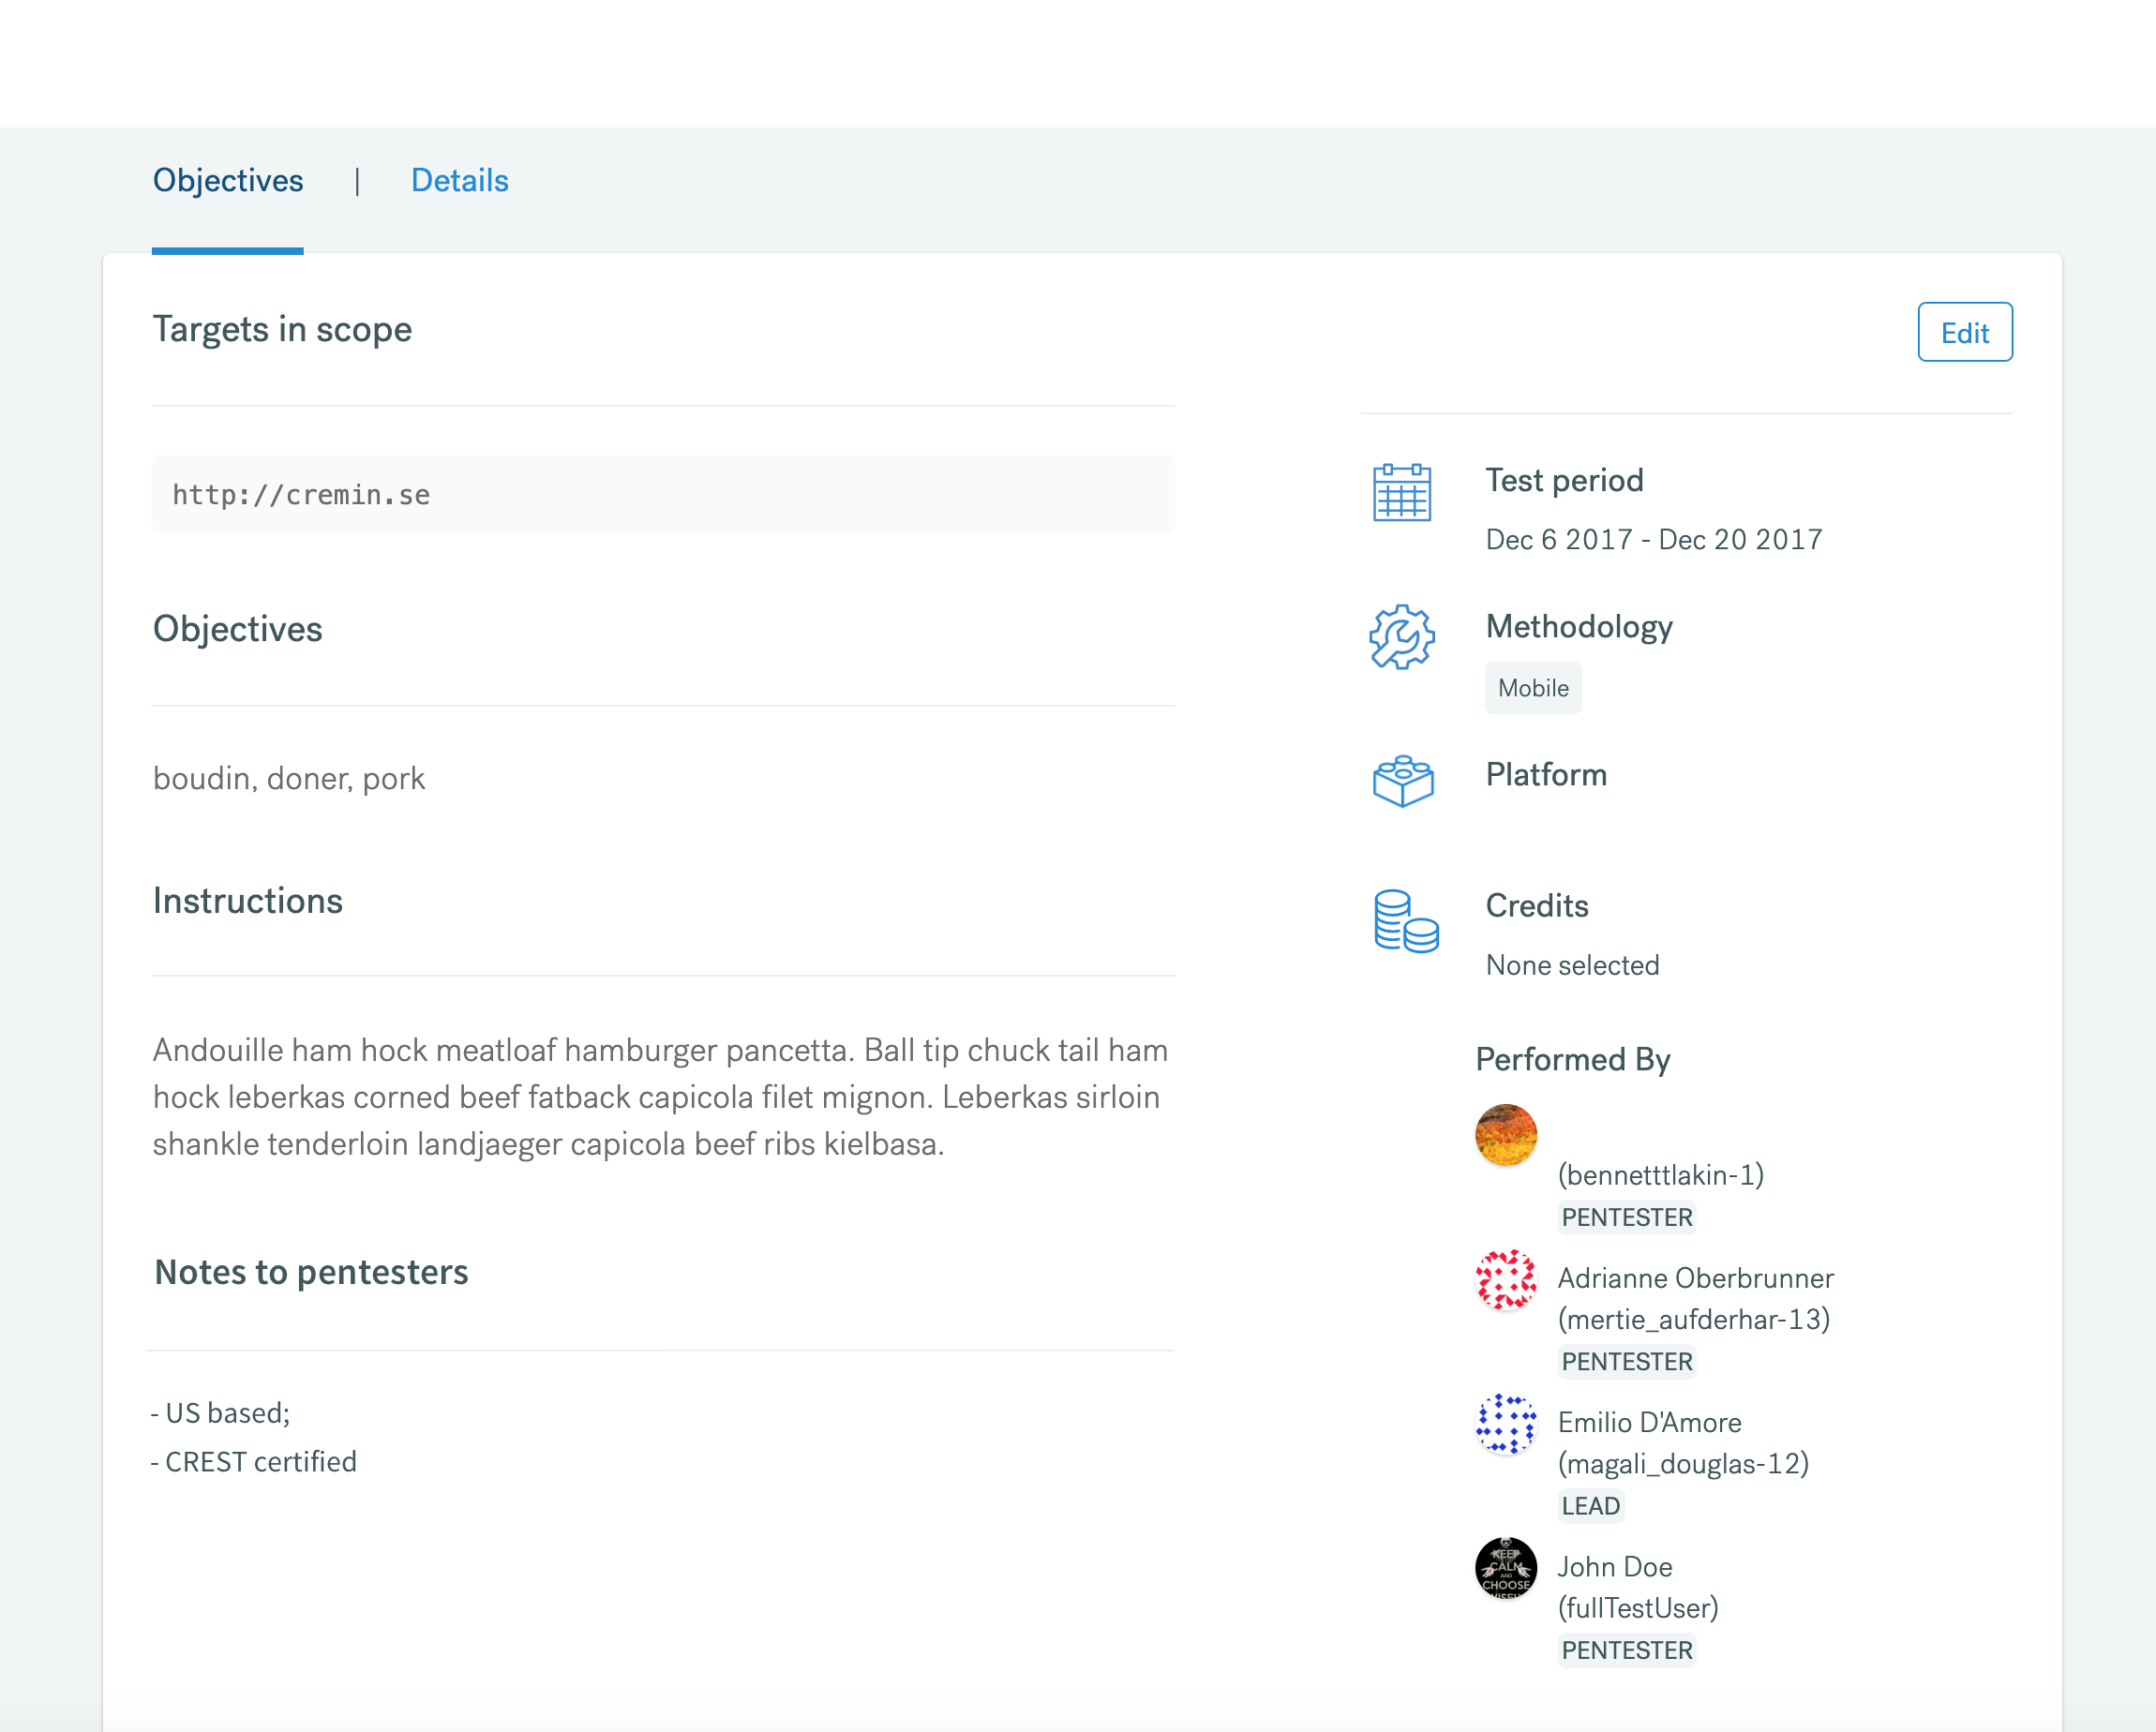 Objectives | Details
Targets in scope
Edit
http://cremin.se
Objectives
boudin, doner, pork
Instructions
Andouille ham hock meatloaf hamburger pancetta. Ball tip chuck tail ham
hock leberkas corned beef fatback capicola filet mignon. Leberkas sirloin
shankle tenderloin landjaeger capicola beef ribs kielbasa.
Notes to pentesters
- US based;
- CREST certified
Test period
Dec 6 2017 - Dec 20 2017
Methodology
Mobile
Platform
Credits
None selected
Performed By
(bennetttlakin-1)
PENTESTER
Adrianne Oberbrunner
(mertie_aufderhar-13)
PENTESTER
Emilio D'Amore
(magali_douglas-12)
LEAD
KEEP
CALM
AND
CHOOSE
John Doe
(fullTestUser)
PENTESTER